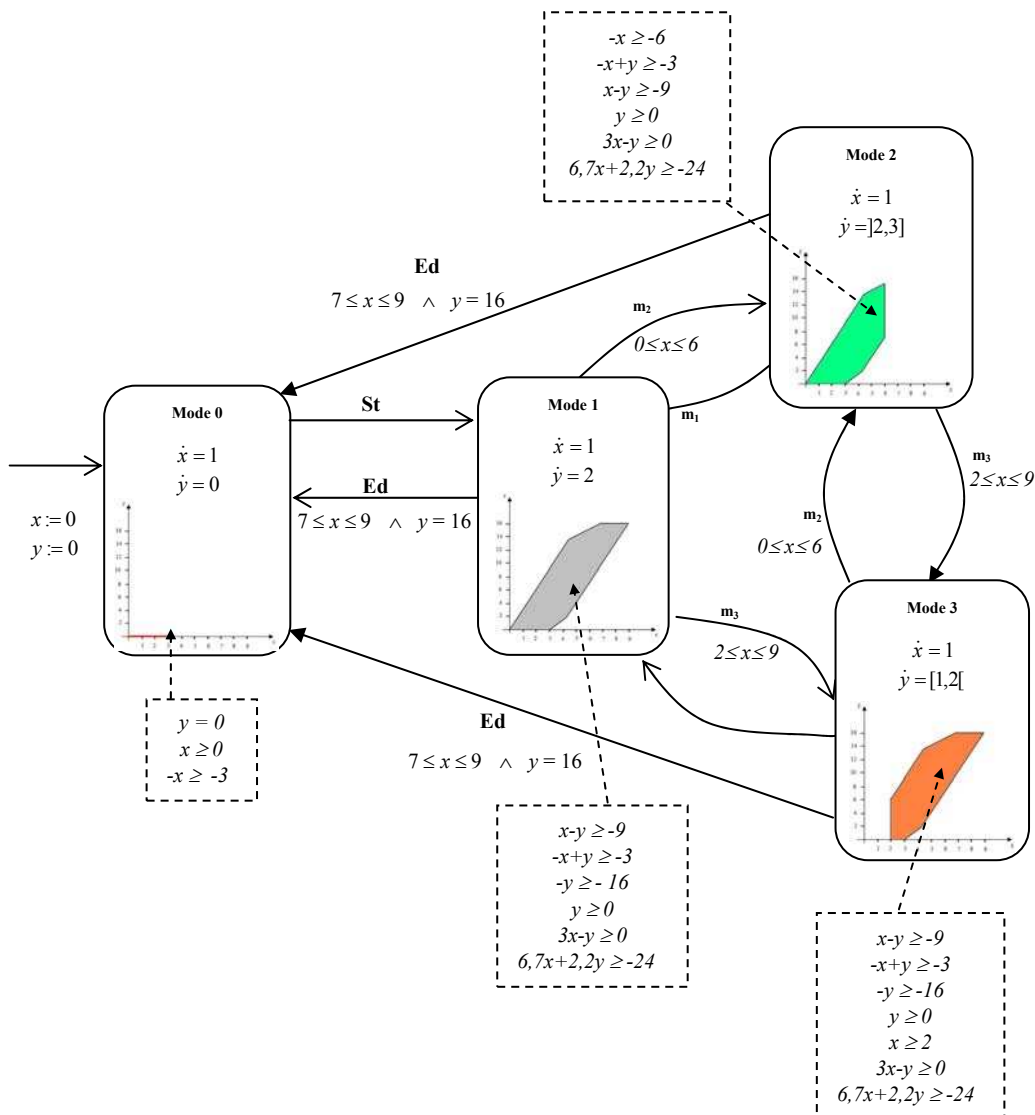 -x ≥ -6
-x+y ≥ -3
x-y ≥ -9
y ≥ 0
3x-y ≥ 0
6,7x+2,2y ≥ -24
Mode 2
ẋ = 1
ẏ =]2,3]
Ed
7 ≤ x ≤ 9 ∧ y = 16
m₂
0≤x≤6
m₁
Mode 0
ẋ = 1
ẏ = 0
St
Ed
7 ≤ x ≤ 9 ∧ y = 16
Mode 1
ẋ = 1
ẏ = 2
x:=0
y:=0
m₃
2≤x≤9
m₂
0≤x≤6
m₃
2≤x≤9
Mode 3
ẋ = 1
ẏ = [1,2[
Ed
7 ≤ x ≤ 9 ∧ y = 16
y = 0
x ≥ 0
-x ≥ -3
x-y ≥ -9
-x+y ≥ -3
-y ≥ - 16
y ≥ 0
3x-y ≥ 0
6,7x+2,2y ≥ -24
x-y ≥ -9
-x+y ≥ -3
-y ≥ -16
y ≥ 0
x ≥ 2
3x-y ≥ 0
6,7x+2,2y ≥ -24